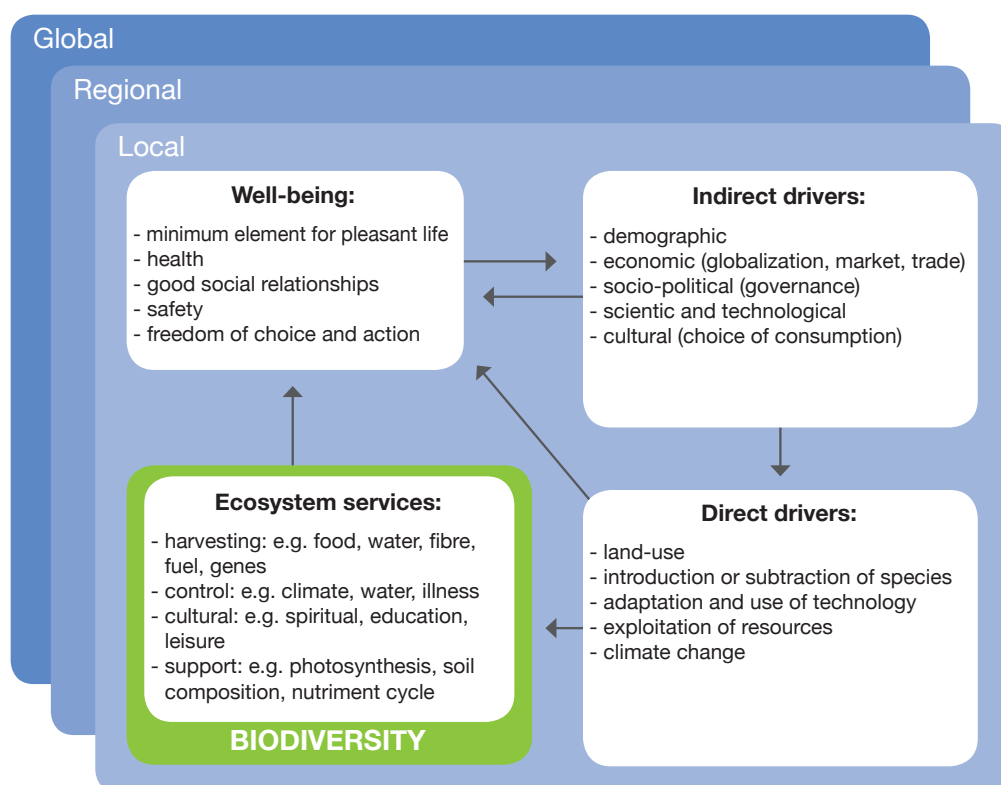 Global
Regional
Local
Well-being:
- minimum element for pleasant life
- health
- good social relationships
- safety
- freedom of choice and action
Indirect drivers:
- demographic
- economic (globalization, market, trade)
- socio-political (governance)
- scientific and technological
- cultural (choice of consumption)
Ecosystem services:
- harvesting: e.g. food, water, fibre,
fuel, genes
- control: e.g. climate, water, illness
- cultural: e.g. spiritual, education,
leisure
- support: e.g. photosynthesis, soil
composition, nutriment cycle
BIODIVERSITY
Direct drivers:
- land-use
- introduction or subtraction of species
- adaptation and use of technology
- exploitation of resources
- climate change